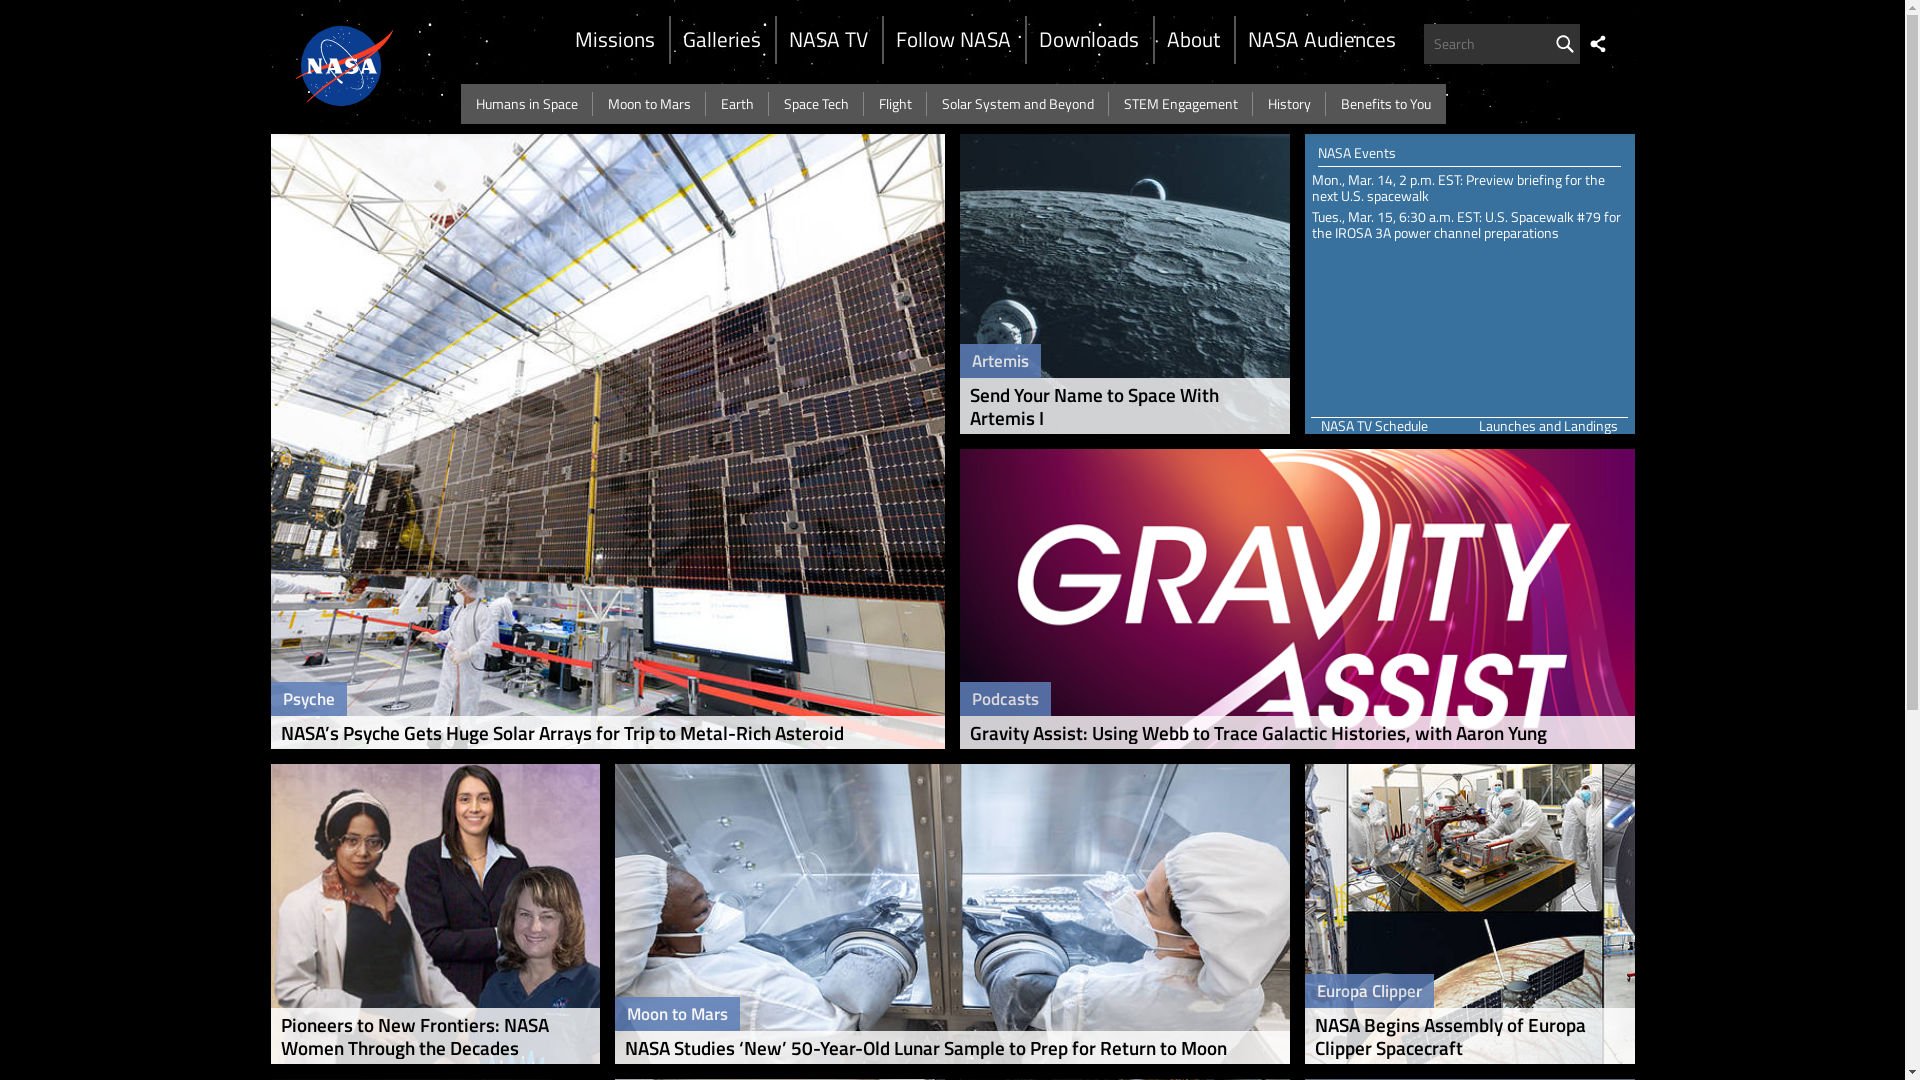 NASA
Missions
Galleries
NASA TV
Follow NASA
Downloads
About
NASA Audiences
Search
Humans in Space
Moon to Mars
Earth
Space Tech
Flight
Solar System and Beyond
STEM Engagement
History
Benefits to You
Psyche
NASA’s Psyche Gets Huge Solar Arrays for Trip to Metal-Rich Asteroid
Artemis
Send Your Name to Space With
Artemis I
NASA Events
Mon., Mar. 14, 2 p.m. EST: Preview briefing for the
next U.S. spacewalk
Tues., Mar. 15, 6:30 a.m. EST: U.S. Spacewalk #79 for
the IROSA 3A power channel preparations
NASA TV Schedule
Launches and Landings
GRAVITY
ASSIST
Podcasts
Gravity Assist: Using Webb to Trace Galactic Histories, with Aaron Yung
Pioneers to New Frontiers: NASA
Women Through the Decades
Moon to Mars
NASA Studies ‘New’ 50-Year-Old Lunar Sample to Prep for Return to Moon
Europa Clipper
NASA Begins Assembly of Europa
Clipper Spacecraft